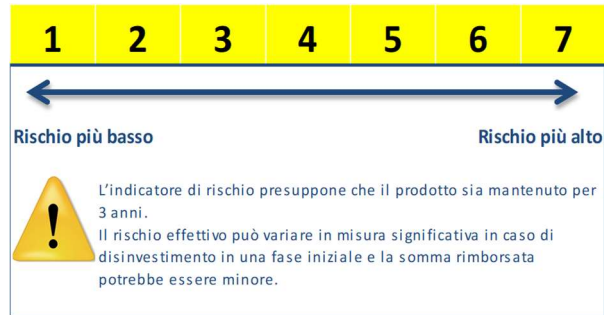 1 2 3 4 5 6 7
Rischio più basso Rischio più alto
L'indicatore di rischio presuppone che il prodotto sia mantenuto per
3 anni.
Il rischio effettivo può variare in misura significativa in caso di
disinvestimento in una fase iniziale e la somma rimborsata
potrebbe essere minore.